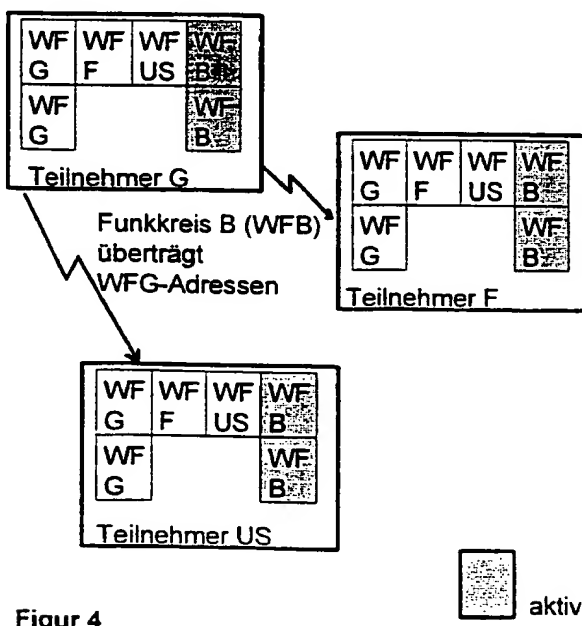 WF WF WF WF
G F US B
WF WF
G B
Teilnehmer G
Funkkreis B (WFB)
überträgt
WFG-Adressen
WF WF WF WF
G F US B
WF WF
G B
Teilnehmer F
WF WF WF WF
G F US B
WF WF
G B
Teilnehmer US
aktiv
Figur 4